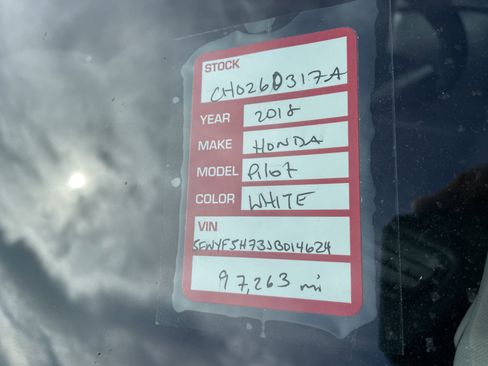 STOCK
CH0260317A
YEAR 2018
MAKE HONDA
MODEL Pilot
COLOR WHITE
VIN
5FNYF5H73JB014624
97,263 mi